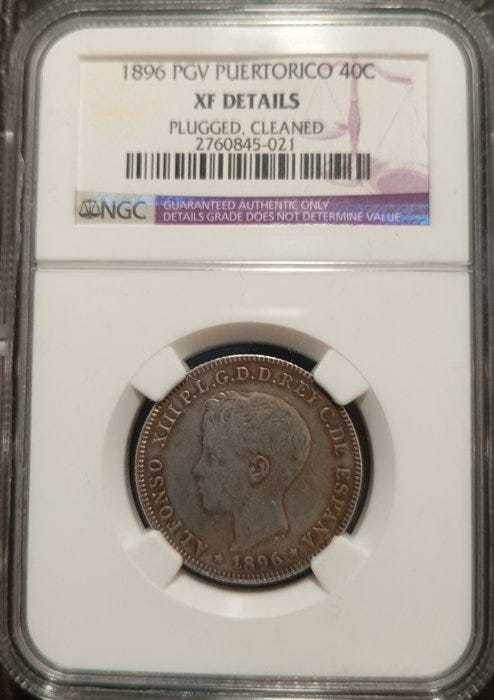 1896 PGV PUERTORICO 40C
XF DETAILS
PLUGGED, CLEANED
2760845-021
NGC
GUARANTEED AUTHENTIC ONLY
DETAILS GRADE DOES NOT DETERMINE VALUE
ALFONSO XIII P.L.G.D.D.REY C.DE ESPAÑA
* 1896 *